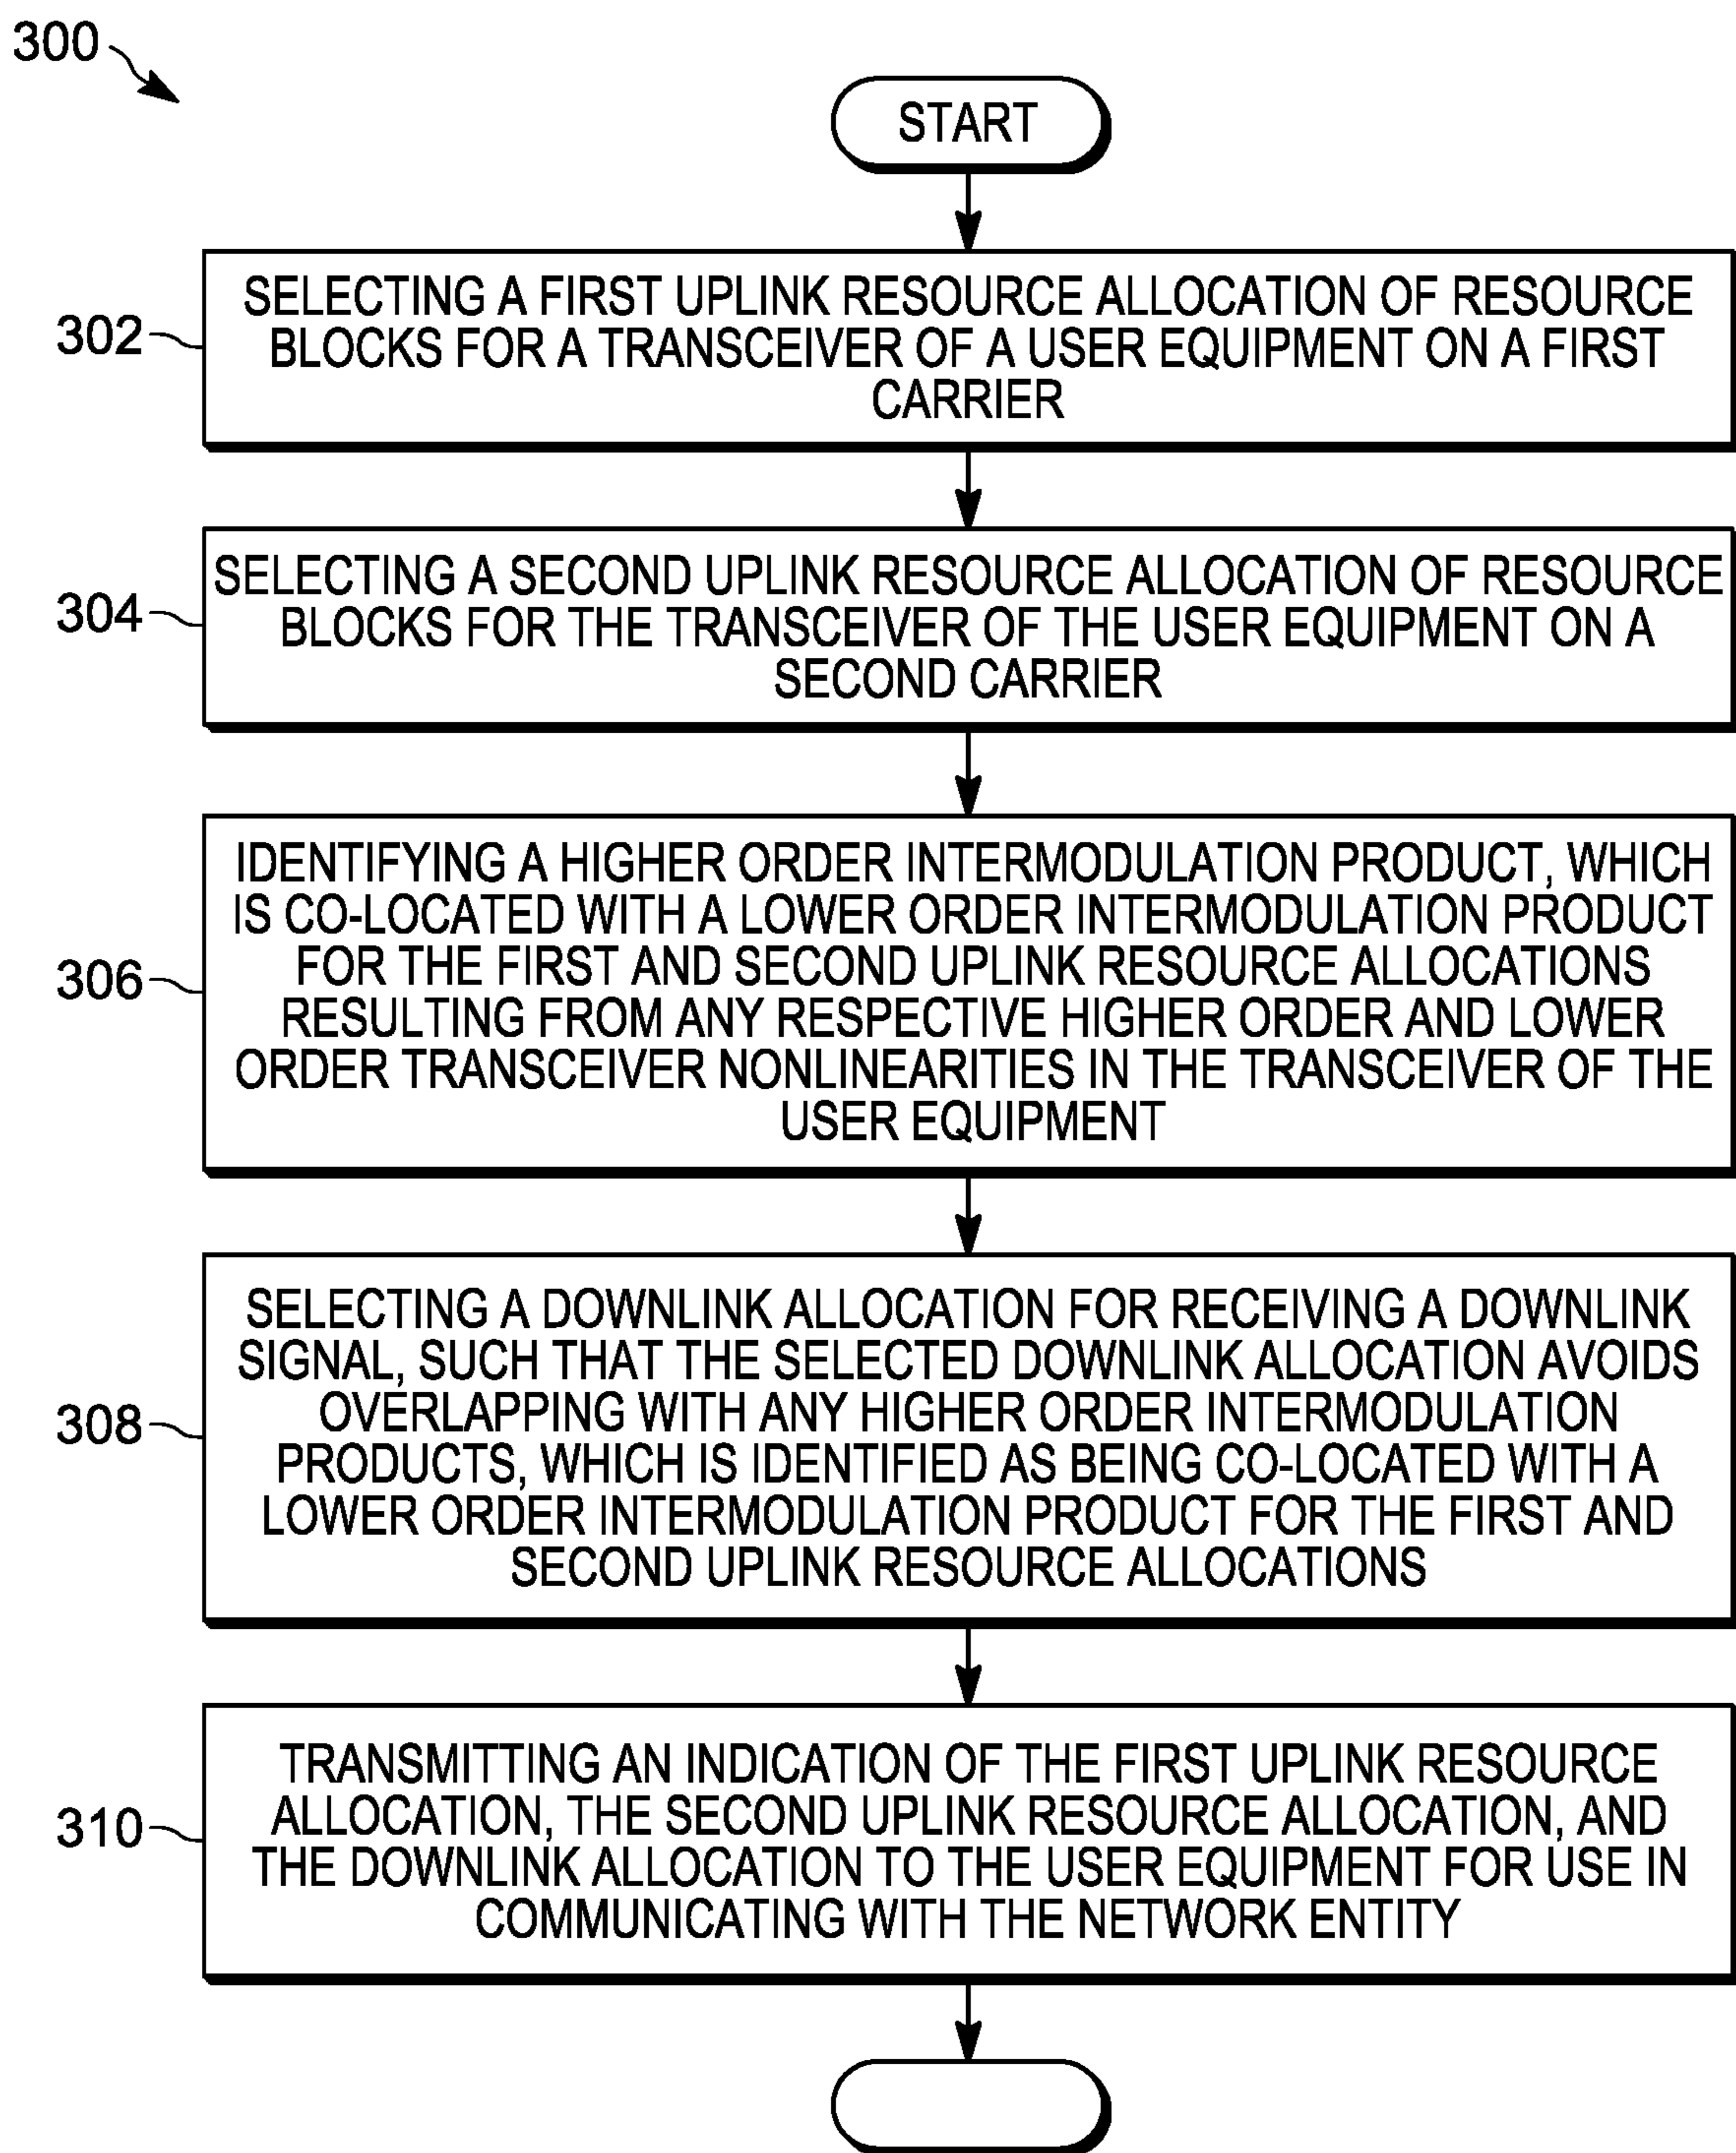 300
START
302
SELECTING A FIRST UPLINK RESOURCE ALLOCATION OF RESOURCE
BLOCKS FOR A TRANSCEIVER OF A USER EQUIPMENT ON A FIRST
CARRIER
304
SELECTING A SECOND UPLINK RESOURCE ALLOCATION OF RESOURCE
BLOCKS FOR THE TRANSCEIVER OF THE USER EQUIPMENT ON A
SECOND CARRIER
306
IDENTIFYING A HIGHER ORDER INTERMODULATION PRODUCT, WHICH
IS CO-LOCATED WITH A LOWER ORDER INTERMODULATION PRODUCT
FOR THE FIRST AND SECOND UPLINK RESOURCE ALLOCATIONS
RESULTING FROM ANY RESPECTIVE HIGHER ORDER AND LOWER
ORDER TRANSCEIVER NONLINEARITIES IN THE TRANSCEIVER OF THE
USER EQUIPMENT
308
SELECTING A DOWNLINK ALLOCATION FOR RECEIVING A DOWNLINK
SIGNAL, SUCH THAT THE SELECTED DOWNLINK ALLOCATION AVOIDS
OVERLAPPING WITH ANY HIGHER ORDER INTERMODULATION
PRODUCTS, WHICH IS IDENTIFIED AS BEING CO-LOCATED WITH A
LOWER ORDER INTERMODULATION PRODUCT FOR THE FIRST AND
SECOND UPLINK RESOURCE ALLOCATIONS
310
TRANSMITTING AN INDICATION OF THE FIRST UPLINK RESOURCE
ALLOCATION, THE SECOND UPLINK RESOURCE ALLOCATION, AND
THE DOWNLINK ALLOCATION TO THE USER EQUIPMENT FOR USE IN
COMMUNICATING WITH THE NETWORK ENTITY